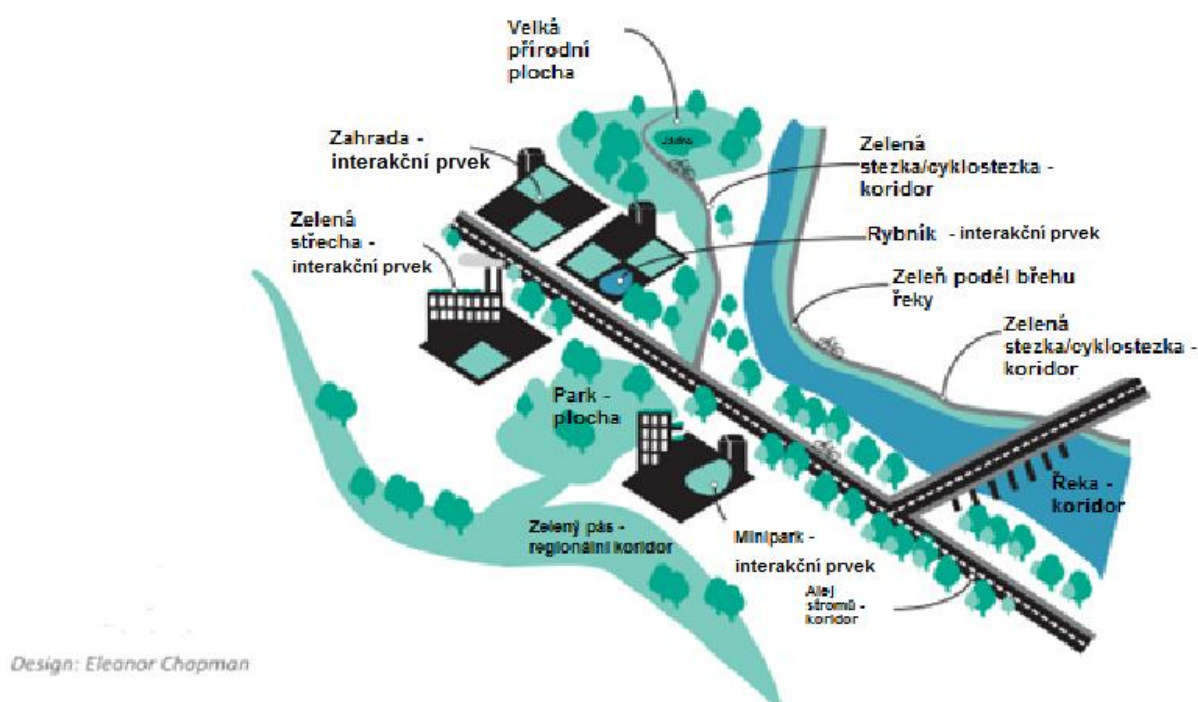 Velká
přírodní
plocha
Zahrada -
interakční prvek
Zelená
stezka/cyklostezka -
koridor
Zelená
střecha -
interakční prvek
Rybník - interakční prvek
Zeleň podél břehu
řeky
Zelená
stezka/cyklostezka -
koridor
Park -
plocha
Řeka -
koridor
Zelený pás -
regionální koridor
Minipark -
interakční prvek
Alej
stromů -
koridor
Design: Eleanor Chapman